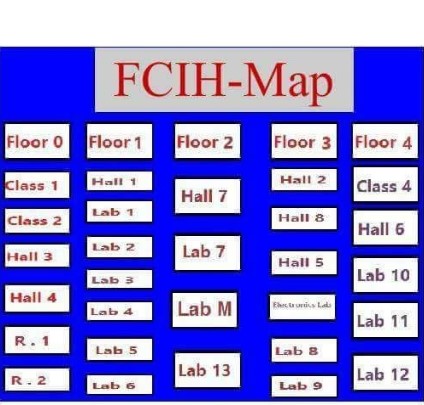 FCIH-Map
Floor 0
Class 1
Class 2
Hall 3
Hall 4
R . 1
R . 2
Floor 1
Hall 1
Lab 1
Lab 2
Lab 3
Lab 4
Lab 5
Lab 6
Floor 2
Hall 7
Lab 7
Lab M
Lab 13
Floor 3
Hall 2
Hall 8
Hall 5
Electronics Lab
Lab 8
Lab 9
Floor 4
Class 4
Hall 6
Lab 10
Lab 11
Lab 12